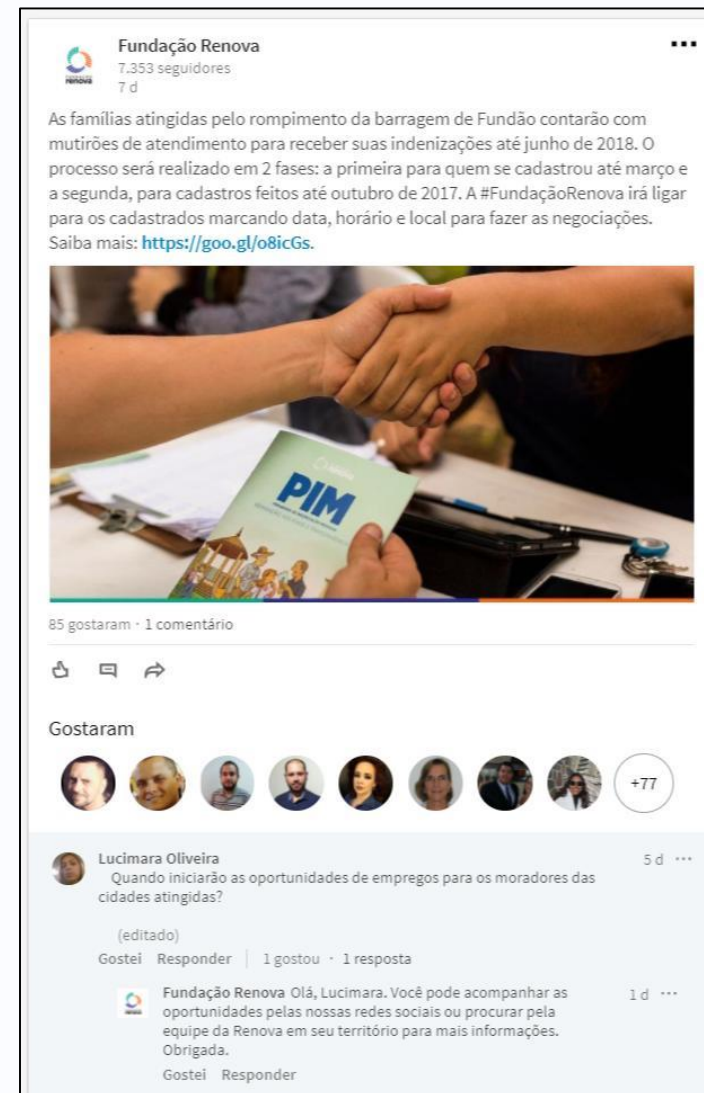 Fundação Renova
7.353 seguidores
7 d
As famílias atingidas pelo rompimento da barragem de Fundão contarão com
mutirões de atendimento para receber suas indenizações até junho de 2018. O
processo será realizado em 2 fases: a primeira para quem se cadastrou até março e
a segunda, para cadastros feitos até outubro de 2017. A #FundaçãoRenova irá ligar
para os cadastrados marcando data, horário e local para fazer as negociações.
Saiba mais: https://goo.gl/o8icGs.
PIM
85 gostaram · 1 comentário
Gostaram
+77
Lucimara Oliveira
5 d
Quando iniciarão as oportunidades de empregos para os moradores das
cidades atingidas?
(editado)
Gostei Responder 1 gostou · 1 resposta
Fundação Renova Olá, Lucimara. Você pode acompanhar as
1 d
oportunidades pelas nossas redes sociais ou procurar pela
equipe da Renova em seu território para mais informações.
Obrigada.
Gostei Responder